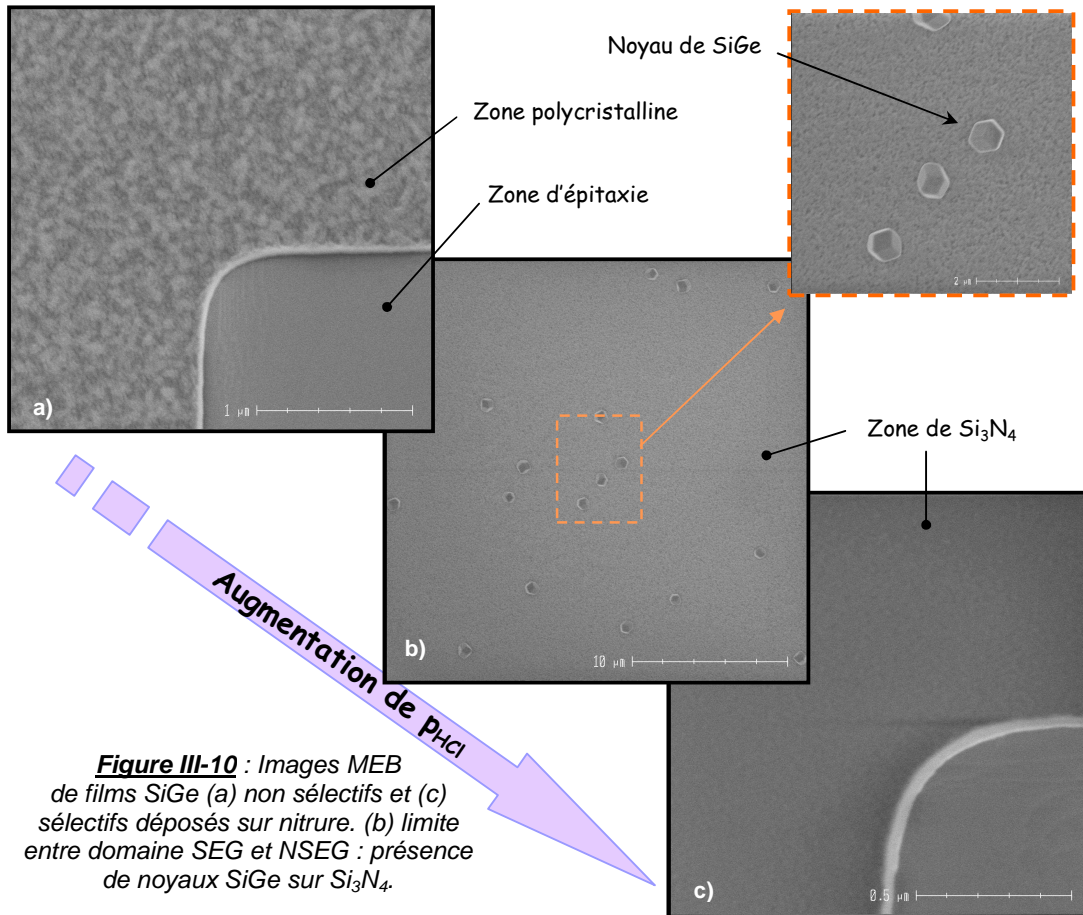 Noyau de SiGe
Zone polycristalline
Zone d'épitaxie
2 µm
1 µm
a)
Zone de Si₃N₄
b)
10 µm
Augmentation de pHCl
0.5 µm
c)
Figure III-10 : Images MEB
de films SiGe (a) non sélectifs et (c)
sélectifs déposés sur nitrure. (b) limite
entre domaine SEG et NSEG : présence
de noyaux SiGe sur Si₃N₄.